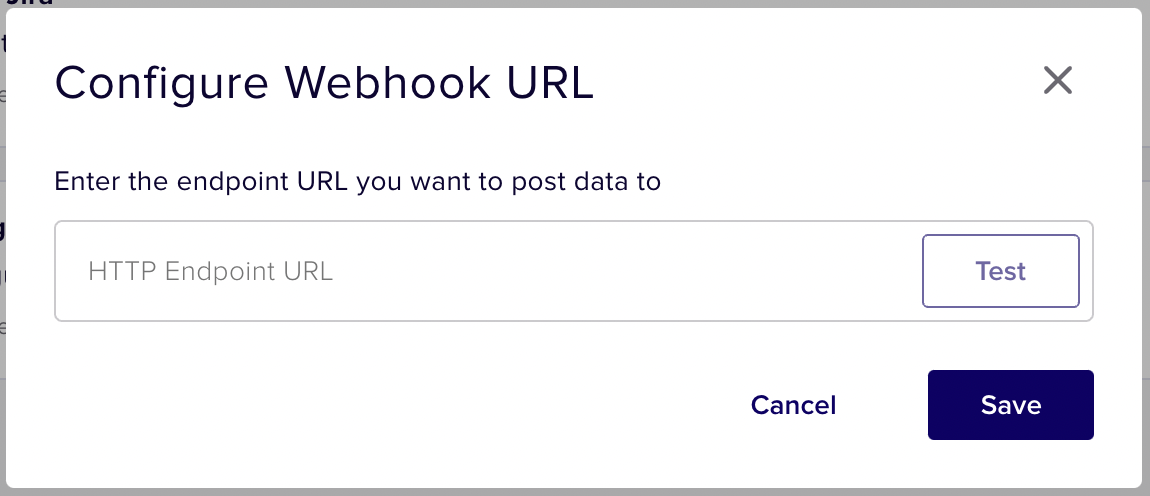 Configure Webhook URL
Enter the endpoint URL you want to post data to
HTTP Endpoint URL
Test
Cancel
Save